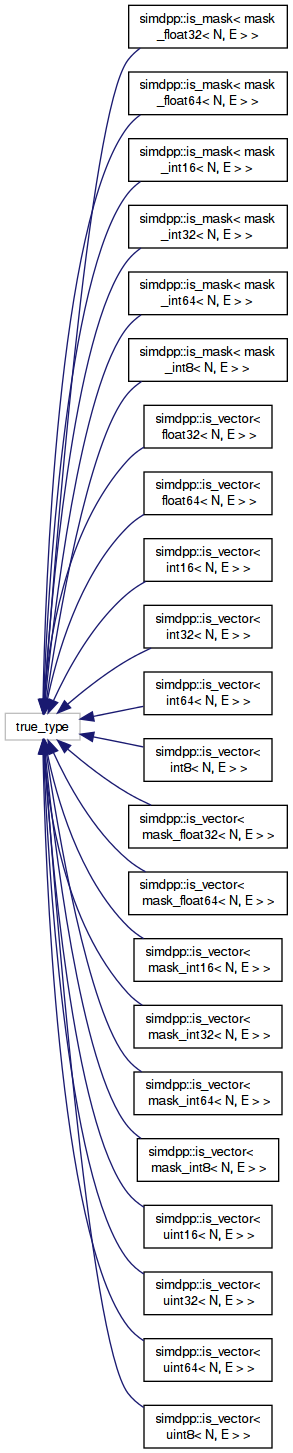 simdpp::is_mask< mask
_float32< N, E > >
simdpp::is_mask< mask
_float64< N, E > >
simdpp::is_mask< mask
_int16< N, E > >
simdpp::is_mask< mask
_int32< N, E > >
simdpp::is_mask< mask
_int64< N, E > >
simdpp::is_mask< mask
_int8< N, E > >
simdpp::is_vector<
float32< N, E > >
simdpp::is_vector<
float64< N, E > >
simdpp::is_vector<
int16< N, E > >
simdpp::is_vector<
int32< N, E > >
simdpp::is_vector<
int64< N, E > >
true_type
simdpp::is_vector<
int8< N, E > >
simdpp::is_vector<
mask_float32< N, E > >
simdpp::is_vector<
mask_float64< N, E > >
simdpp::is_vector<
mask_int16< N, E > >
simdpp::is_vector<
mask_int32< N, E > >
simdpp::is_vector<
mask_int64< N, E > >
simdpp::is_vector<
mask_int8< N, E > >
simdpp::is_vector<
uint16< N, E > >
simdpp::is_vector<
uint32< N, E > >
simdpp::is_vector<
uint64< N, E > >
simdpp::is_vector<
uint8< N, E > >